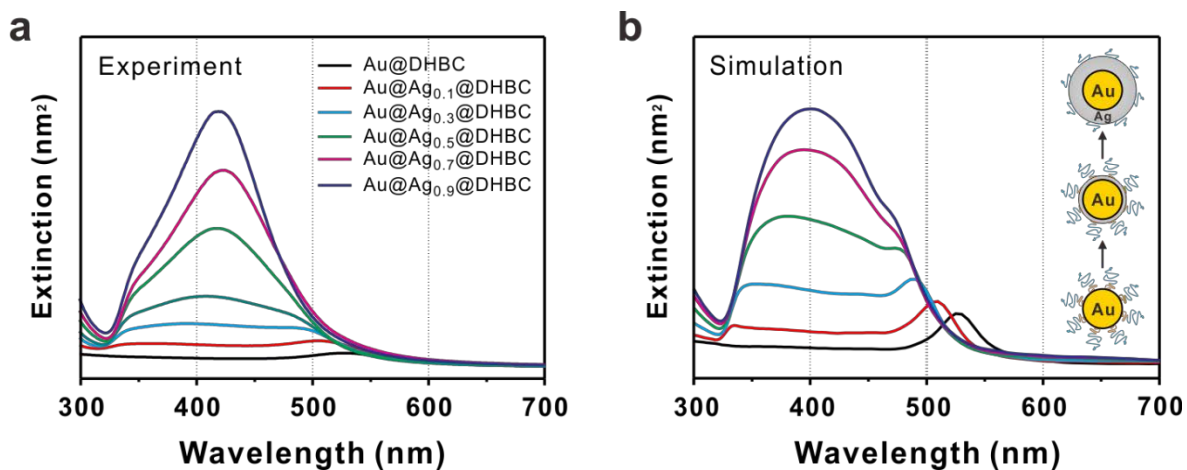 a
Experiment
Au@DHBC
Au@Ag0.1@DHBC
Au@Ag0.3@DHBC
Au@Ag0.5@DHBC
Au@Ag0.7@DHBC
Au@Ag0.9@DHBC
Extinction (nm²)
300 400 500 600 700
Wavelength (nm)
b
Simulation
Au
Ag
Au
Au
Extinction (nm²)
300 400 500 600 700
Wavelength (nm)